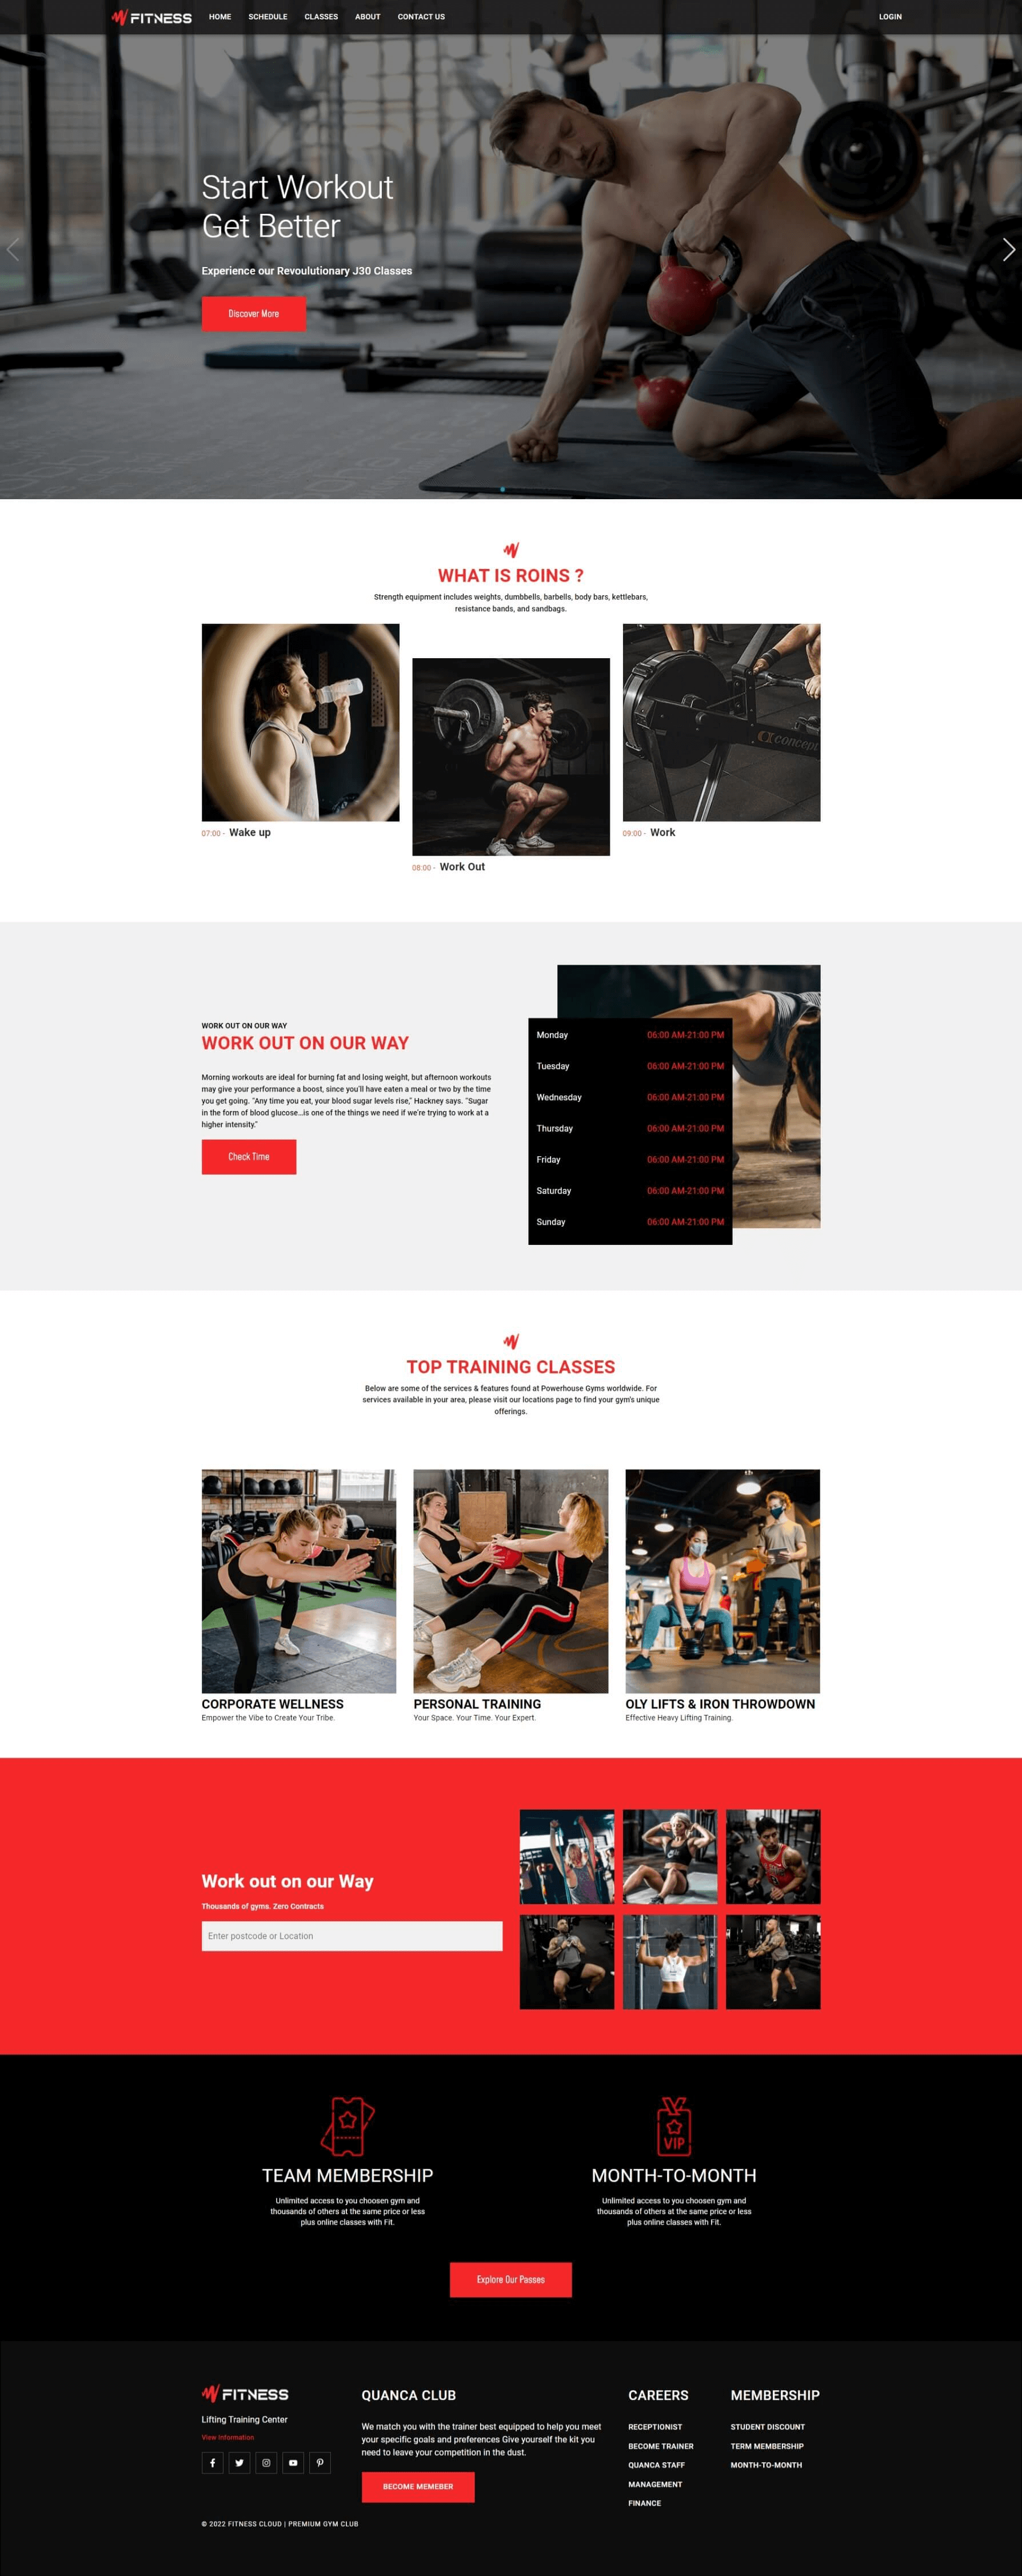 FITNESS HOME SCHEDULE CLASSES ABOUT CONTACT US LOGIN
Start Workout
Get Better
Experience our Revoulutionary J30 Classes
Discover More
WHAT IS ROINS ?
Strength equipment includes weights, dumbbells, barbells, body bars, kettlebars,
resistance bands, and sandbags.
concept
07:00 - Wake up
09:00 - Work
08:00 - Work Out
WORK OUT ON OUR WAY
WORK OUT ON OUR WAY
Morning workouts are ideal for burning fat and losing weight, but afternoon workouts
may give your performance a boost, since you'll have eaten a meal or two by the time
you get going. "Any time you eat, your blood sugar levels rise," Hackney says. "Sugar
in the form of blood glucose...is one of the things we need if we're trying to work at a
higher intensity."
Check Time
Monday 06:00 AM-21:00 PM
Tuesday 06:00 AM-21:00 PM
Wednesday 06:00 AM-21:00 PM
Thursday 06:00 AM-21:00 PM
Friday 06:00 AM-21:00 PM
Saturday 06:00 AM-21:00 PM
Sunday 06:00 AM-21:00 PM
TOP TRAINING CLASSES
Below are some of the services & features found at Powerhouse Gyms worldwide. For
services available in your area, please visit our locations page to find your gym's unique
offerings.
CORPORATE WELLNESS
Empower the Vibe to Create Your Tribe.
PERSONAL TRAINING
Your Space. Your Time. Your Expert.
OLY LIFTS & IRON THROWDOWN
Effective Heavy Lifting Training.
Work out on our Way
Thousands of gyms. Zero Contracts
Enter postcode or Location
TEAM MEMBERSHIP
Unlimited access to you choosen gym and
thousands of others at the same price or less
plus online classes with Fit.
VIP
MONTH-TO-MONTH
Unlimited access to you choosen gym and
thousands of others at the same price or less
plus online classes with Fit.
Explore Our Passes
FITNESS
Lifting Training Center
View Information
QUANCA CLUB
We match you with the trainer best equipped to help you meet
your specific goals and preferences Give yourself the kit you
need to leave your competition in the dust.
BECOME MEMEBER
CAREERS
RECEPTIONIST
BECOME TRAINER
QUANCA STAFF
MANAGEMENT
FINANCE
MEMBERSHIP
STUDENT DISCOUNT
TERM MEMBERSHIP
MONTH-TO-MONTH
© 2022 FITNESS CLOUD | PREMIUM GYM CLUB